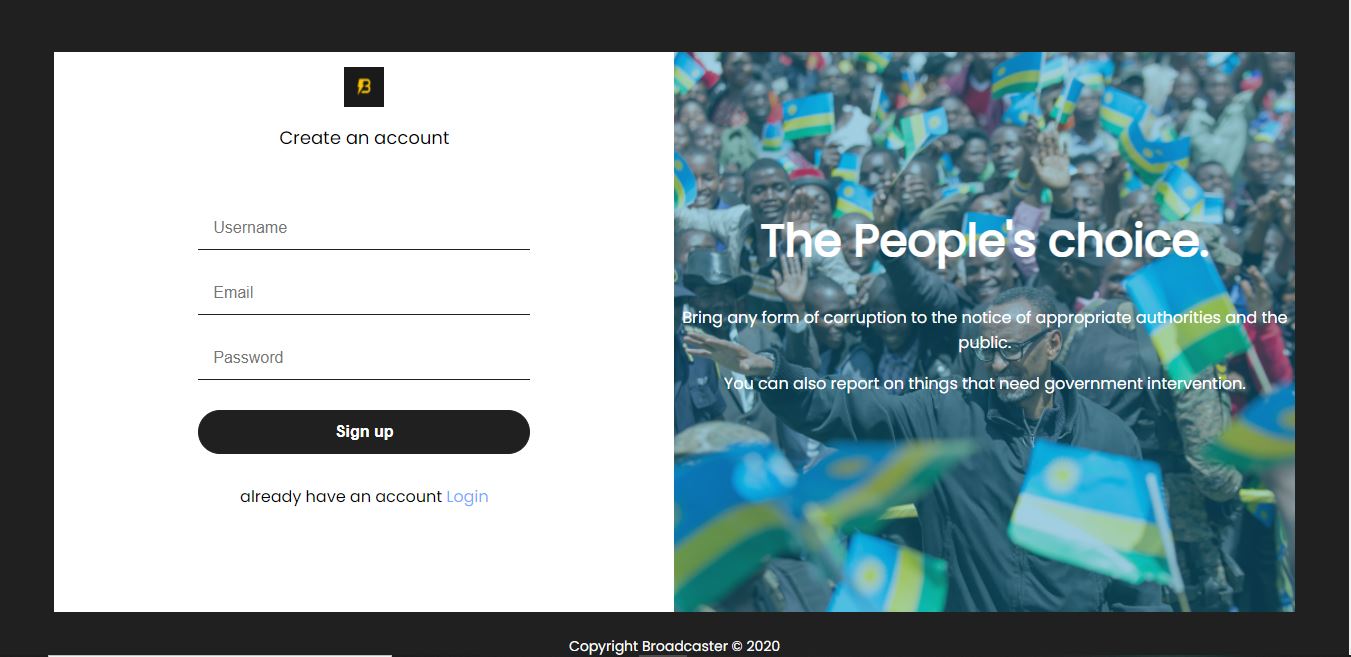 B
Create an account
Username
Email
Password
Sign up
already have an account Login
The People's choice.
Bring any form of corruption to the notice of appropriate authorities and the
public.
You can also report on things that need government intervention.
Copyright Broadcaster © 2020